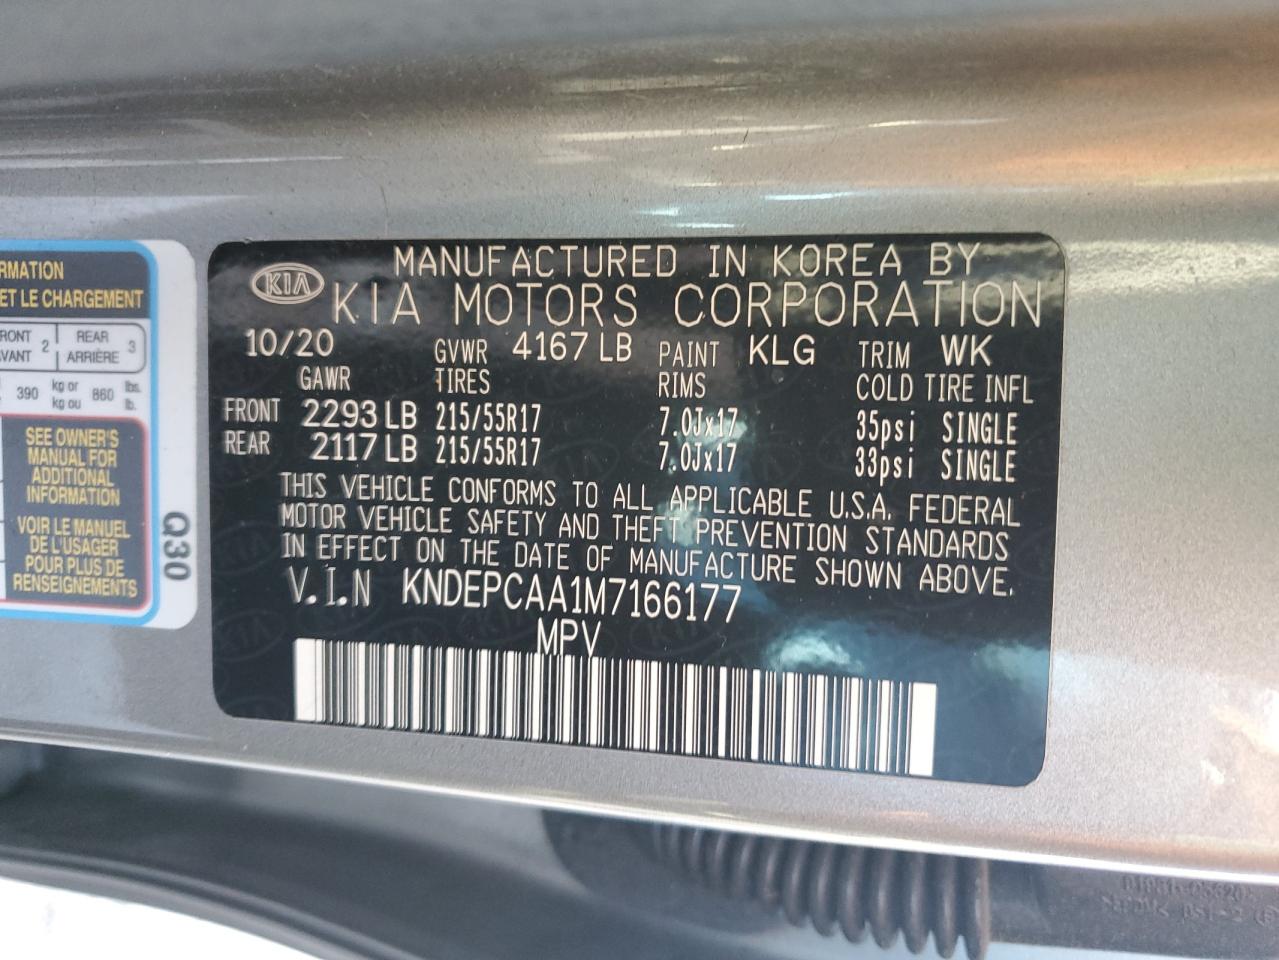 RMATION
ET LE CHARGEMENT
RONT 2 REAR 3
VANT ARRIÈRE
390 kg or kg ou 860 lbs. lb.
SEE OWNER'S
MANUAL FOR
ADDITIONAL
INFORMATION
VOIR LE MANUEL
DE L'USAGER
POUR PLUS DE
RENSEIGNEMENTS
Q30
KIA
MANUFACTURED IN KOREA BY
KIA MOTORS CORPORATION
10/20 GVWR 4167 LB PAINT KLG TRIM WK
GAWR TIRES RIMS COLD TIRE INFL
FRONT 2293 LB 215/55R17 7.0Jx17 35psi SINGLE
REAR 2117 LB 215/55R17 7.0Jx17 33psi SINGLE
THIS VEHICLE CONFORMS TO ALL APPLICABLE U.S.A. FEDERAL
MOTOR VEHICLE SAFETY AND THEFT PREVENTION STANDARDS
IN EFFECT ON THE DATE OF MANUFACTURE SHOWN ABOVE.
V.I.N KNDEPCAA1M7166177
MPV